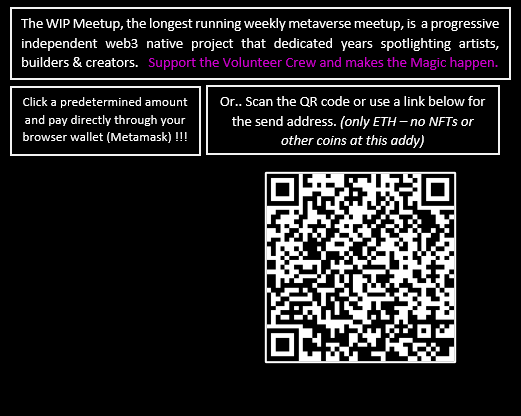 The WIP Meetup, the longest running weekly metaverse meetup, is a progressive
independent web3 native project that dedicated years spotlighting artists,
builders & creators. Support the Volunteer Crew and makes the Magic happen.
Click a predetermined amount
and pay directly through your
browser wallet (Metamask) !!!
Or.. Scan the QR code or use a link below for
the send address. (only ETH – no NFTs or
other coins at this addy)